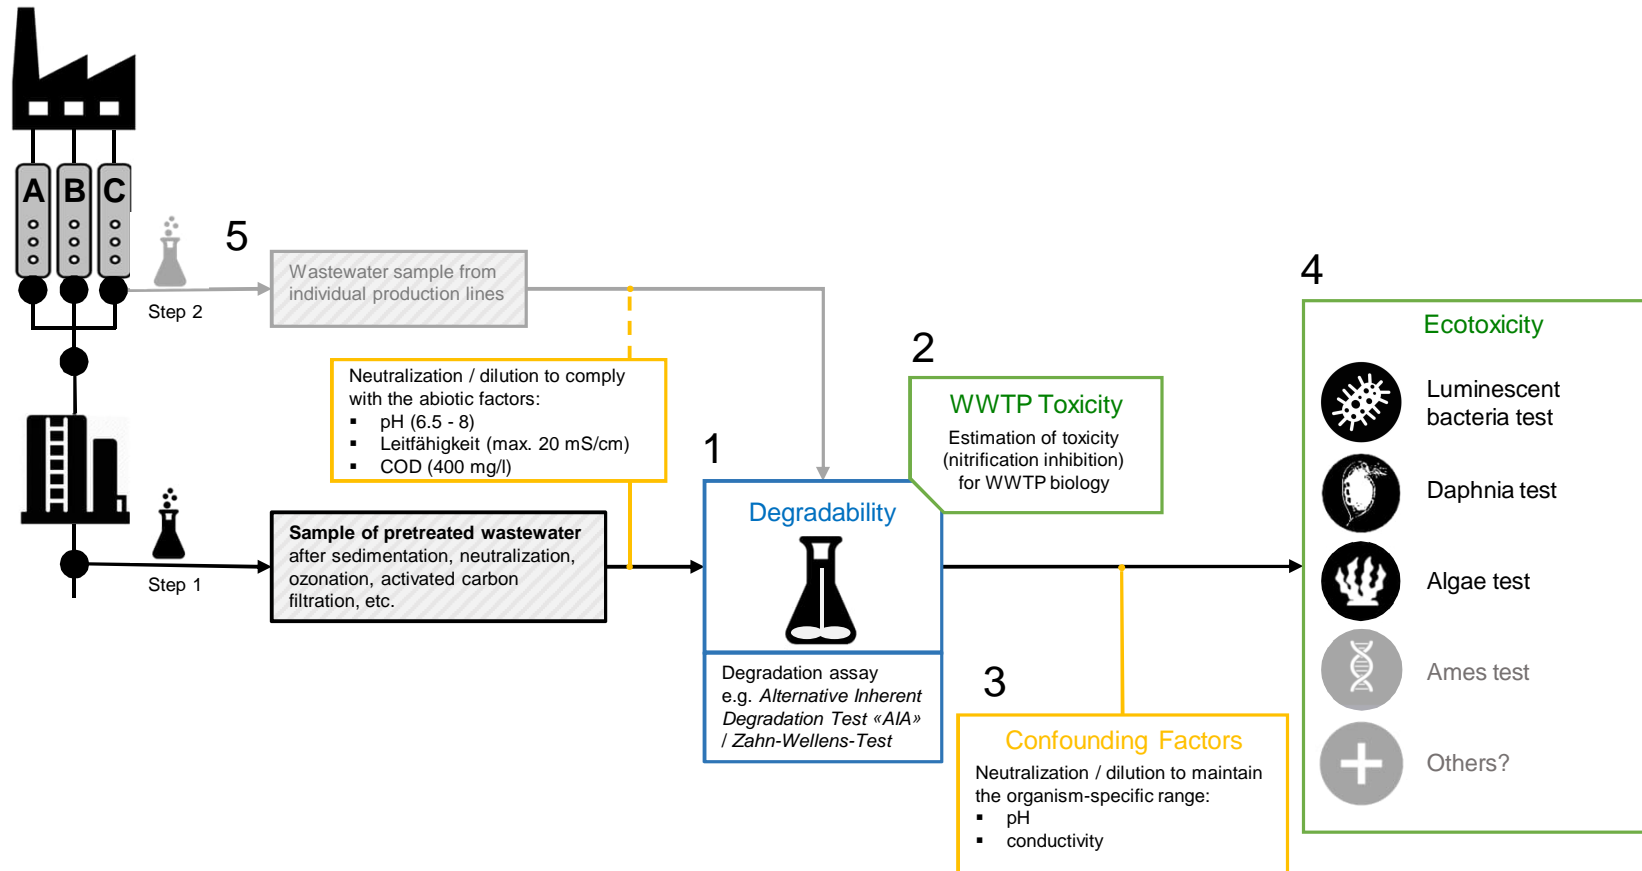 A B C
5
Step 2
Wastewater sample from
individual production lines
Neutralization / dilution to comply
with the abiotic factors:
▪ pH (6.5 - 8)
▪ Leitfähigkeit (max. 20 mS/cm)
▪ COD (400 mg/l)
Step 1
Sample of pretreated wastewater
after sedimentation, neutralization,
ozonation, activated carbon
filtration, etc.
1
Degradability
Degradation assay
e.g. Alternative Inherent
Degradation Test «AIA»
/ Zahn-Wellens-Test
2
WWTP Toxicity
Estimation of toxicity
(nitrification inhibition)
for WWTP biology
3
Confounding Factors
Neutralization / dilution to maintain
the organism-specific range:
▪ pH
▪ conductivity
4
Ecotoxicity
Luminescent
bacteria test
Daphnia test
Algae test
Ames test
Others?